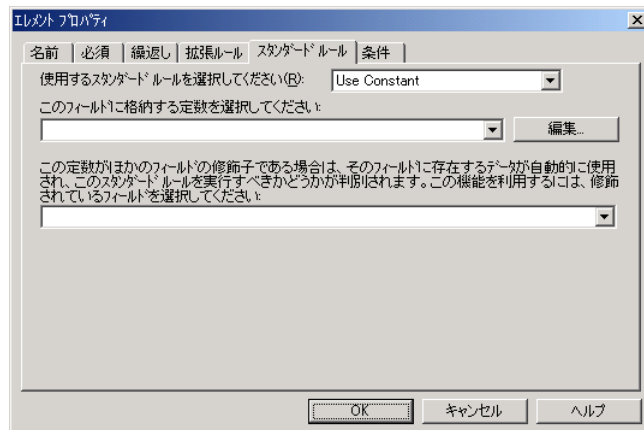 エレメント プロパティ
名前 必須 繰返し 拡張ルール スタンダード ルール 条件
使用するスタンダード ルールを選択してください(R): Use Constant
このフィールドに格納する定数を選択してください:
編集...
この定数がほかのフィールドの修飾子である場合は、そのフィールドに存在するデータが自動的に使用
され、このスタンダード ルールを実行すべきかどうかが判別されます。この機能を利用するには、修飾
されているフィールドを選択してください:
OK キャンセル ヘルプ